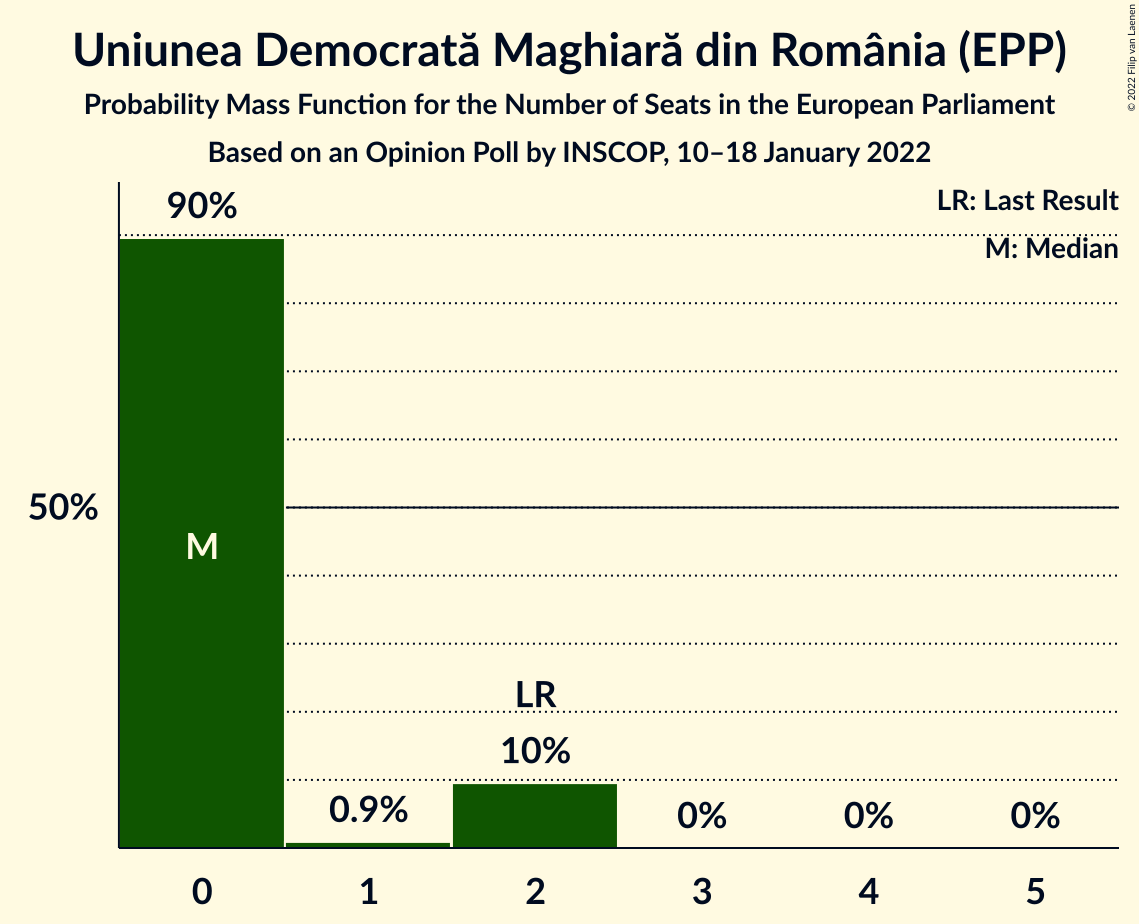 Uniunea Democrată Maghiară din România (EPP)
Probability Mass Function for the Number of Seats in the European Parliament
Based on an Opinion Poll by INSCOP, 10–18 January 2022
© 2022 Filip van Laenen
LR: Last Result
M: Median
90%
50%
M
LR
10%
0.9%
0%
0%
0%
0
1
2
3
4
5